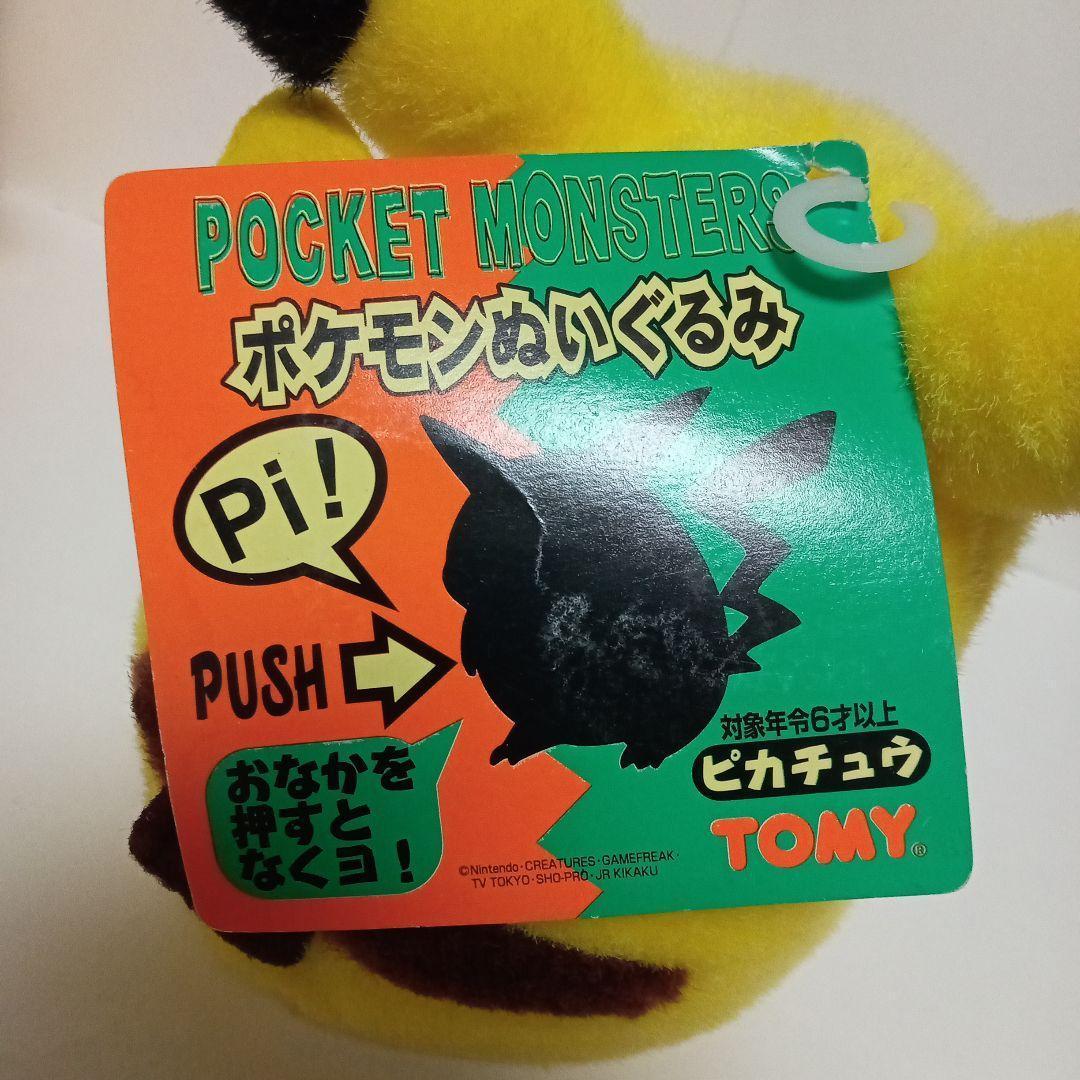 POCKET MONSTERS
ポケモンぬいぐるみ
Pi!
PUSH
おなかを
押すと
なくヨ!
対象年令6才以上
ピカチュウ
TOMY®
©Nintendo・CREATURES・GAMEFREAK・
TV TOKYO・SHO-PRO・JR KIKAKU